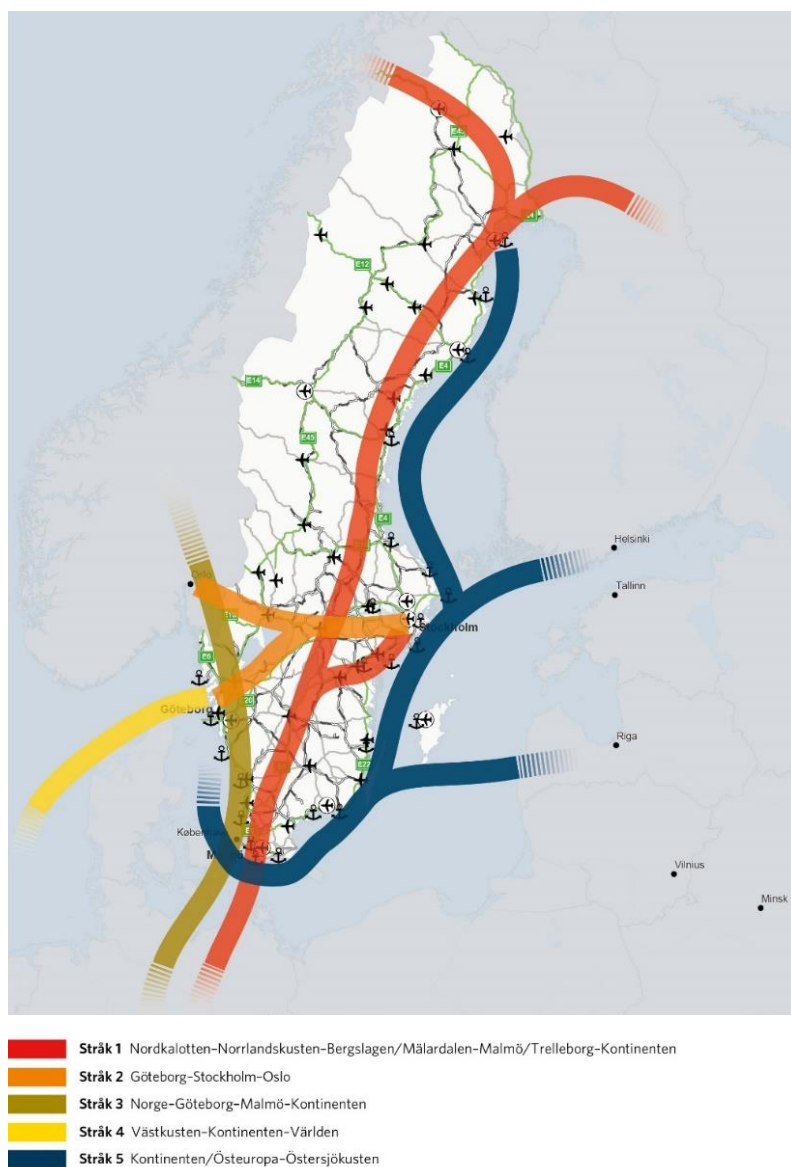 E45
E12
E4
E14
E45
E4
Helsinki
Tallinn
Oslo
Stockholm
E6
Göteborg
E20
Riga
E22
København
Vilnius
Minsk
Stråk 1 Nordkalotten–Norrlandskusten–Bergslagen/Mälardalen–Malmö/Trelleborg–Kontinenten
Stråk 2 Göteborg–Stockholm–Oslo
Stråk 3 Norge–Göteborg–Malmö–Kontinenten
Stråk 4 Västkusten–Kontinenten–Världen
Stråk 5 Kontinenten/Östeuropa–Östersjökusten